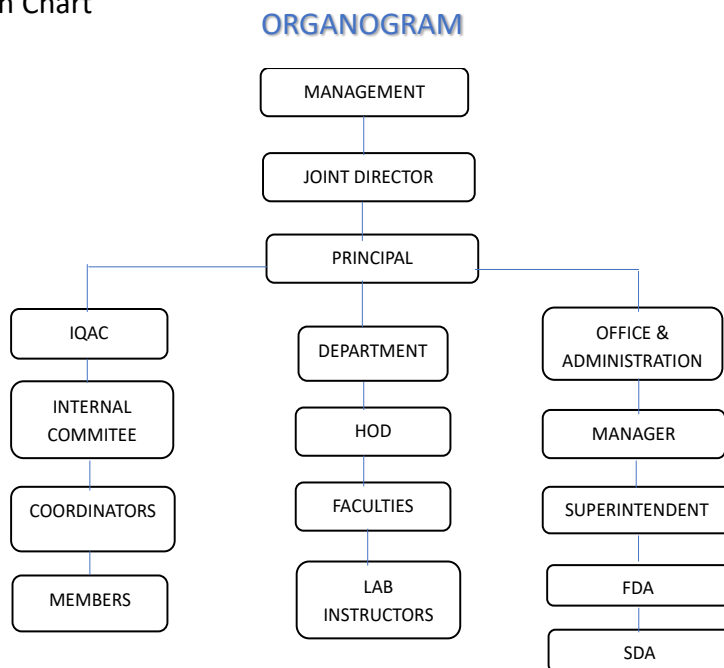 n Chart
ORGANOGRAM
MANAGEMENT
JOINT DIRECTOR
PRINCIPAL
IQAC
INTERNAL
COMMITEE
COORDINATORS
MEMBERS
DEPARTMENT
HOD
FACULTIES
LAB
INSTRUCTORS
OFFICE &
ADMINISTRATION
MANAGER
SUPERINTENDENT
FDA
SDA